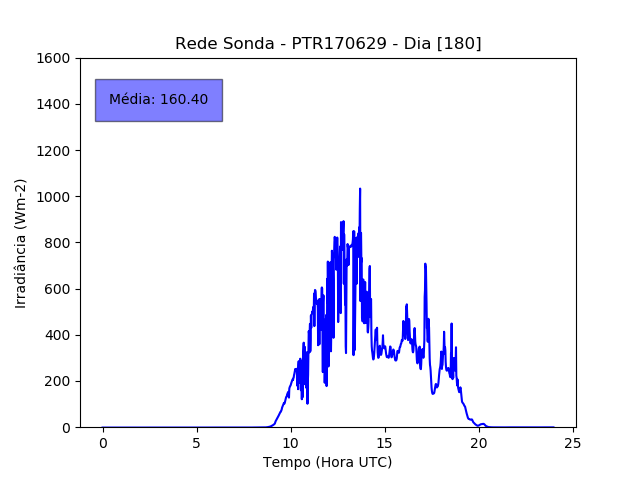 Rede Sonda - PTR170629 - Dia [180]
Média: 160.40
Irradiância (Wm-2)
1600
1400
1200
1000
800
600
400
200
0
0 5 10 15 20 25
Tempo (Hora UTC)